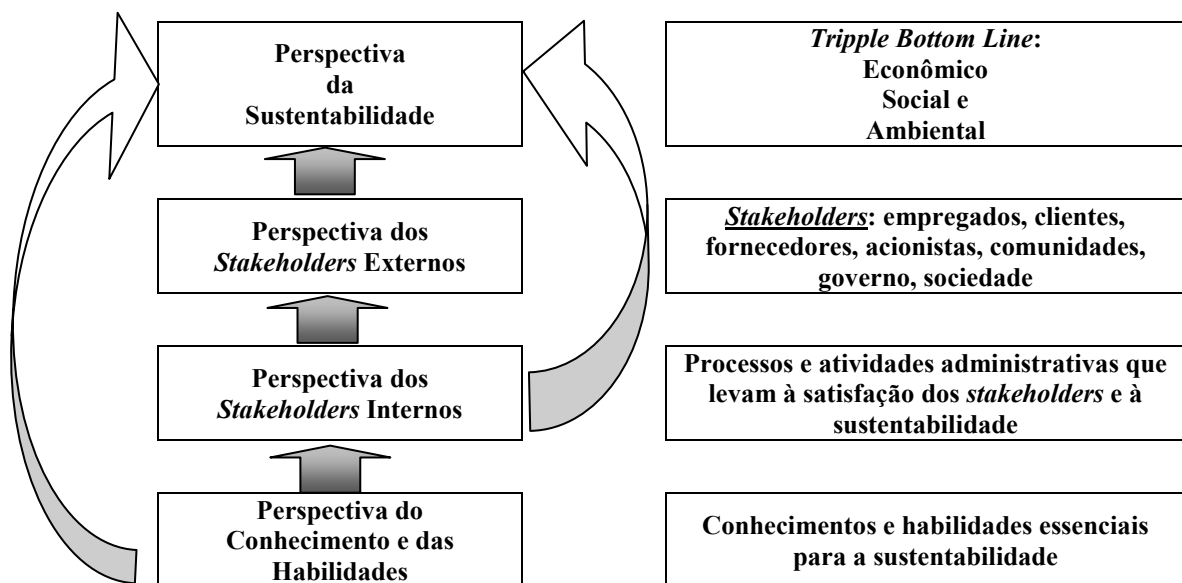 Perspectiva
da
Sustentabilidade
Tripple Bottom Line:
Econômico
Social e
Ambiental
Perspectiva dos
Stakeholders Externos
Stakeholders: empregados, clientes,
fornecedores, acionistas, comunidades,
governo, sociedade
Perspectiva dos
Stakeholders Internos
Processos e atividades administrativas que
levam à satisfação dos stakeholders e à
sustentabilidade
Perspectiva do
Conhecimento e das
Habilidades
Conhecimentos e habilidades essenciais
para a sustentabilidade